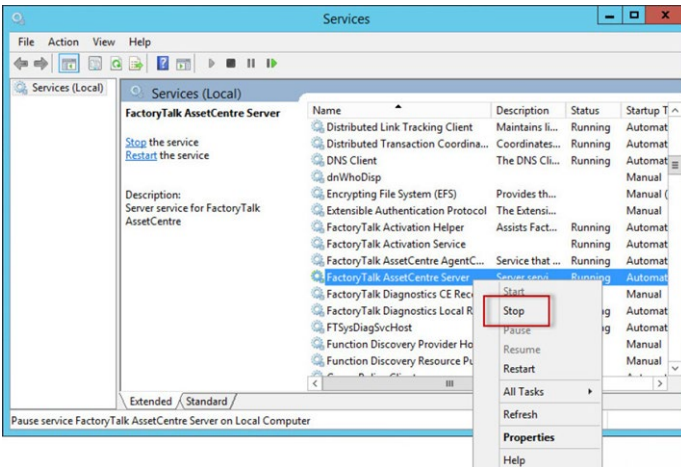 Services
File Action View Help
Services (Local)
Services (Local)
FactoryTalk AssetCentre Server
Stop the service
Restart the service
Description:
Server service for FactoryTalk
AssetCentre
Name Description Status Startup T
Distributed Link Tracking Client Maintains li... Running Automat
Distributed Transaction Coordina... Coordinates... Running Automat
DNS Client The DNS Cli... Running Automat
dnWhoDisp Manual
Encrypting File System (EFS) Provides th... Manual (
Extensible Authentication Protocol The Extensi... Manual
FactoryTalk Activation Helper Assists Fact... Running Automat
FactoryTalk Activation Service Running Automat
FactoryTalk AssetCentre AgentC... Service that ... Running Automat
FactoryTalk AssetCentre Server Server servi... Running Automat
FactoryTalk Diagnostics CE Rece Manual
FactoryTalk Diagnostics Local R ng Automat
FTSysDiagSvcHost ng Automat
Function Discovery Provider Ho Manual
Function Discovery Resource Pu Manual
Start
Stop
Pause
Resume
Restart
All Tasks
Refresh
Properties
Help
Extended Standard
Pause service FactoryTalk AssetCentre Server on Local Computer